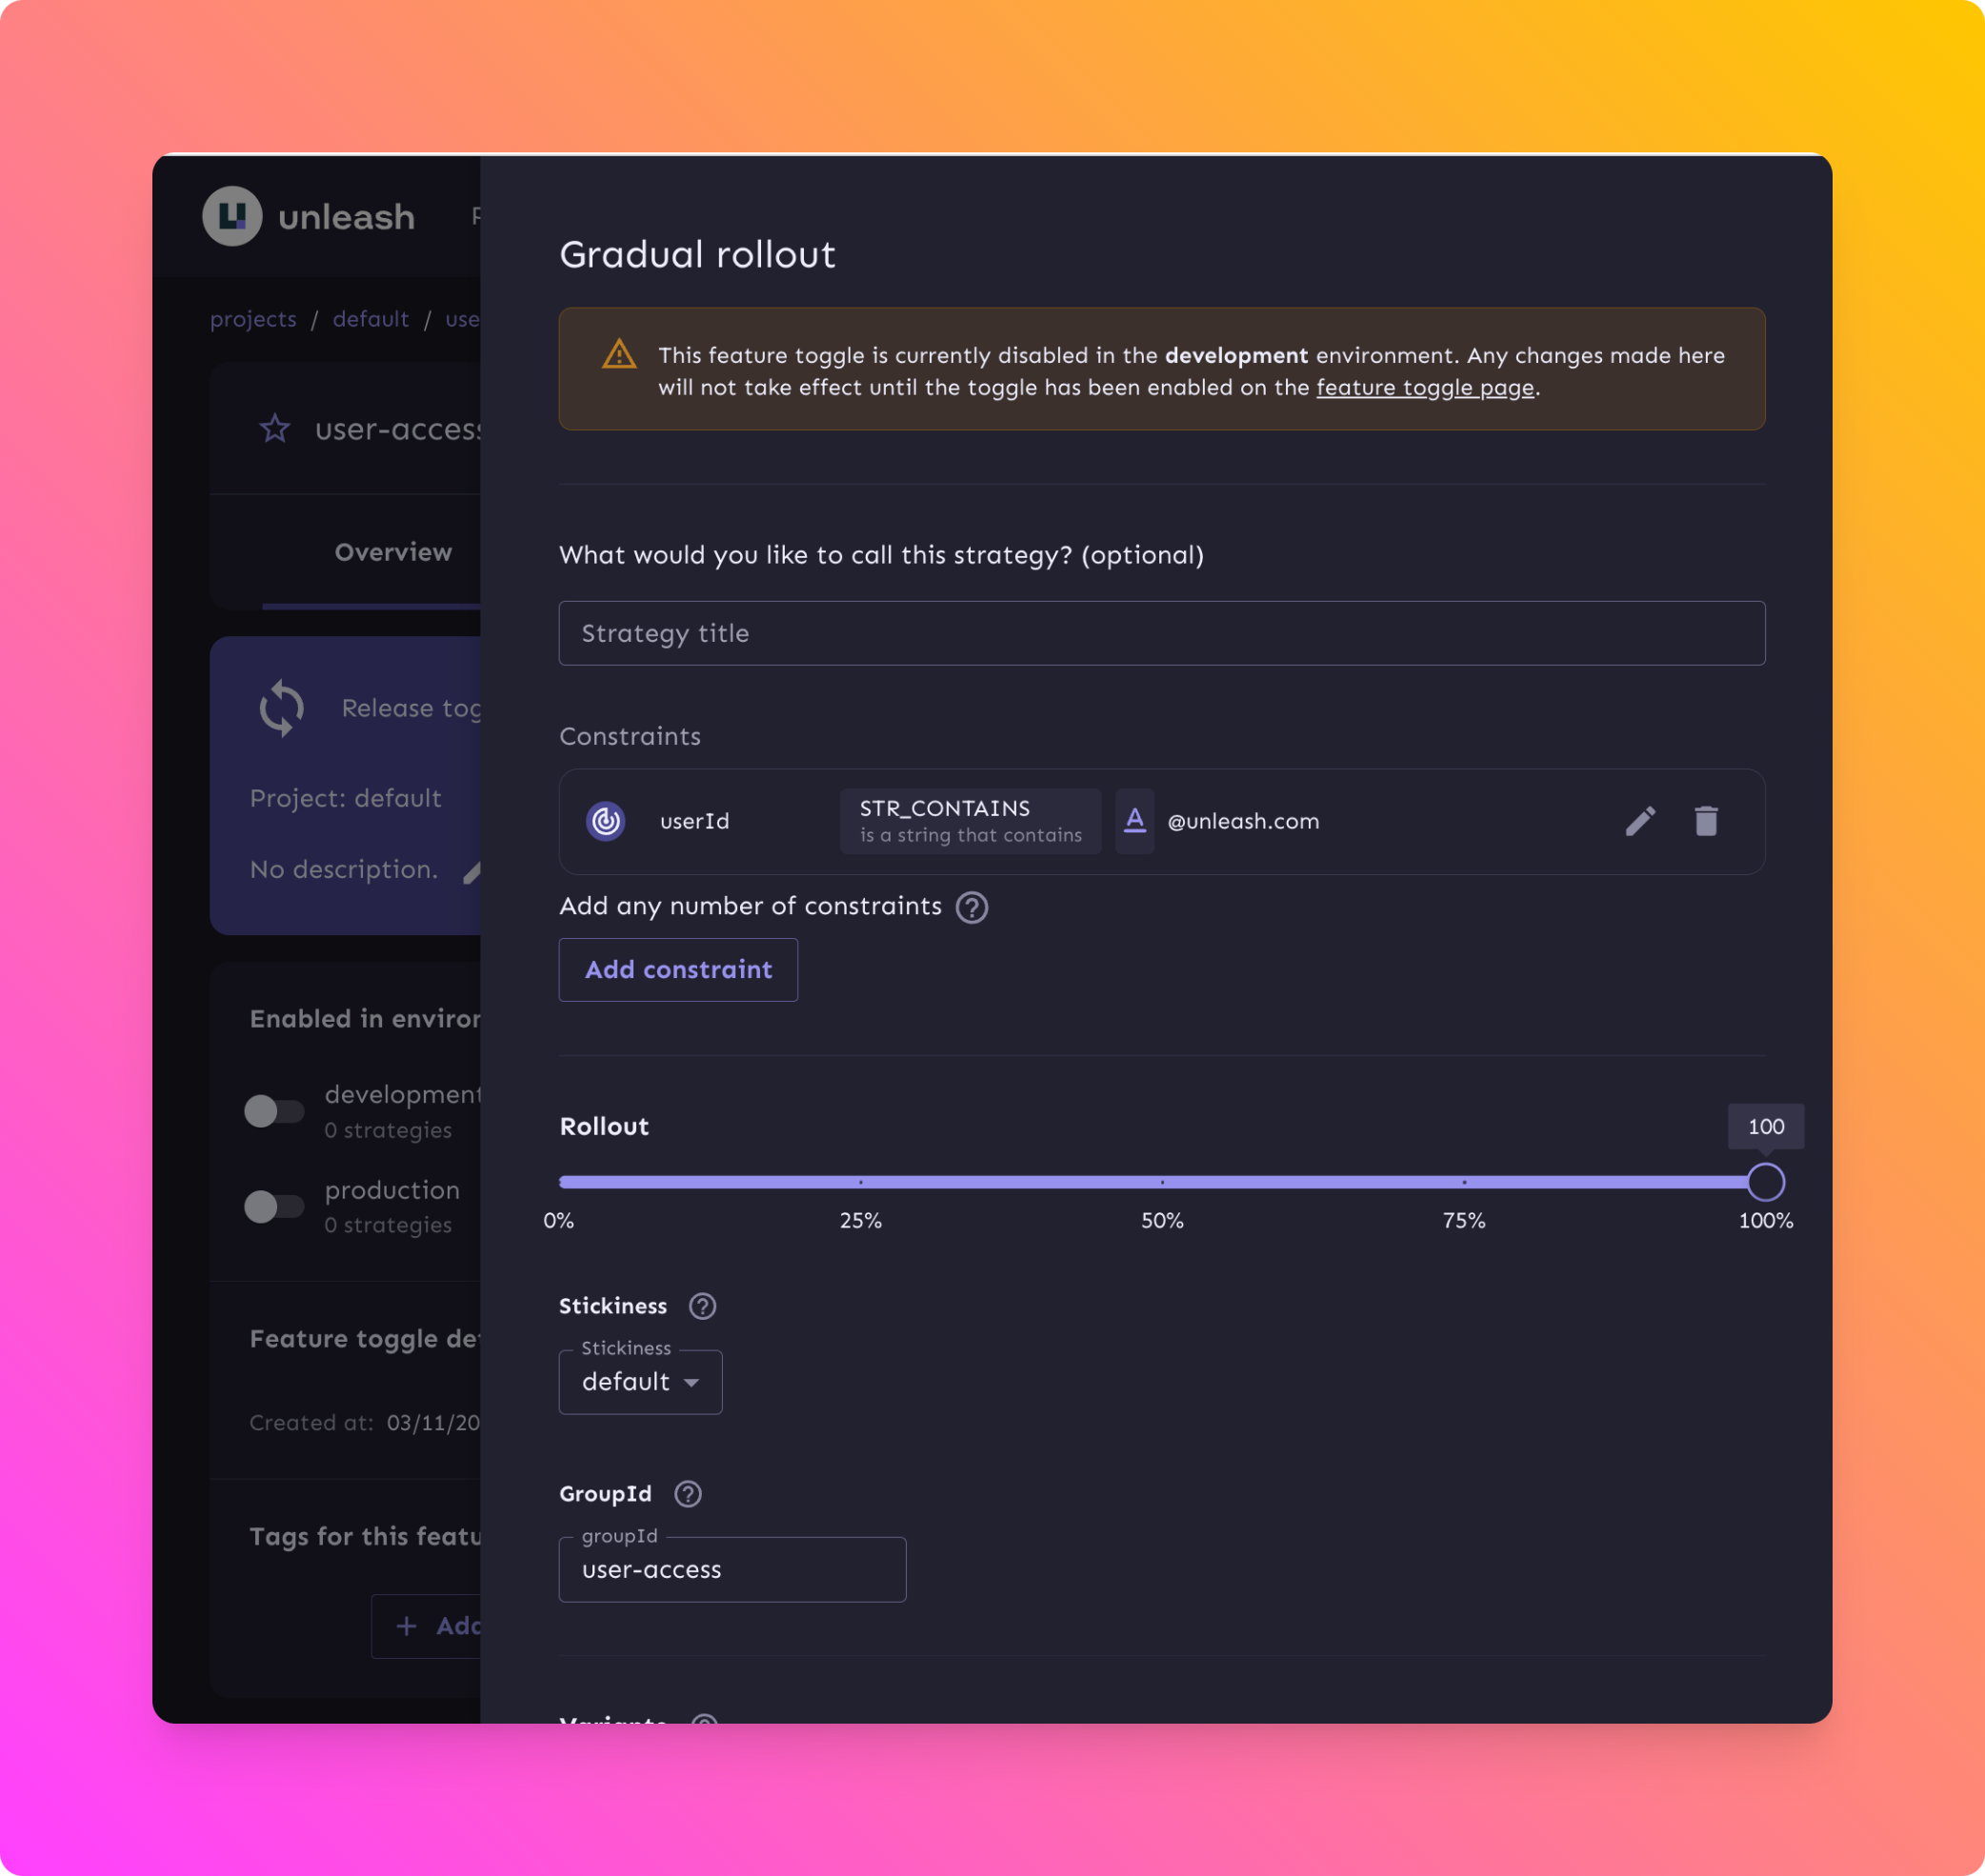 unleash
projects / default / use
user-access
Overview
Release tog
Project: default
No description.
Enabled in enviror
development
0 strategies
production
0 strategies
Feature toggle de
Created at: 03/11/20
Tags for this featu
+ Add
Gradual rollout
This feature toggle is currently disabled in the development environment. Any changes made here
will not take effect until the toggle has been enabled on the feature toggle page.
What would you like to call this strategy? (optional)
Strategy title
Constraints
userId STR_CONTAINS A @unleash.com
is a string that contains
Add any number of constraints ?
Add constraint
Rollout 100
0% 25% 50% 75% 100%
Stickiness ?
Stickiness
default
GroupId ?
groupId
user-access
Variants ?